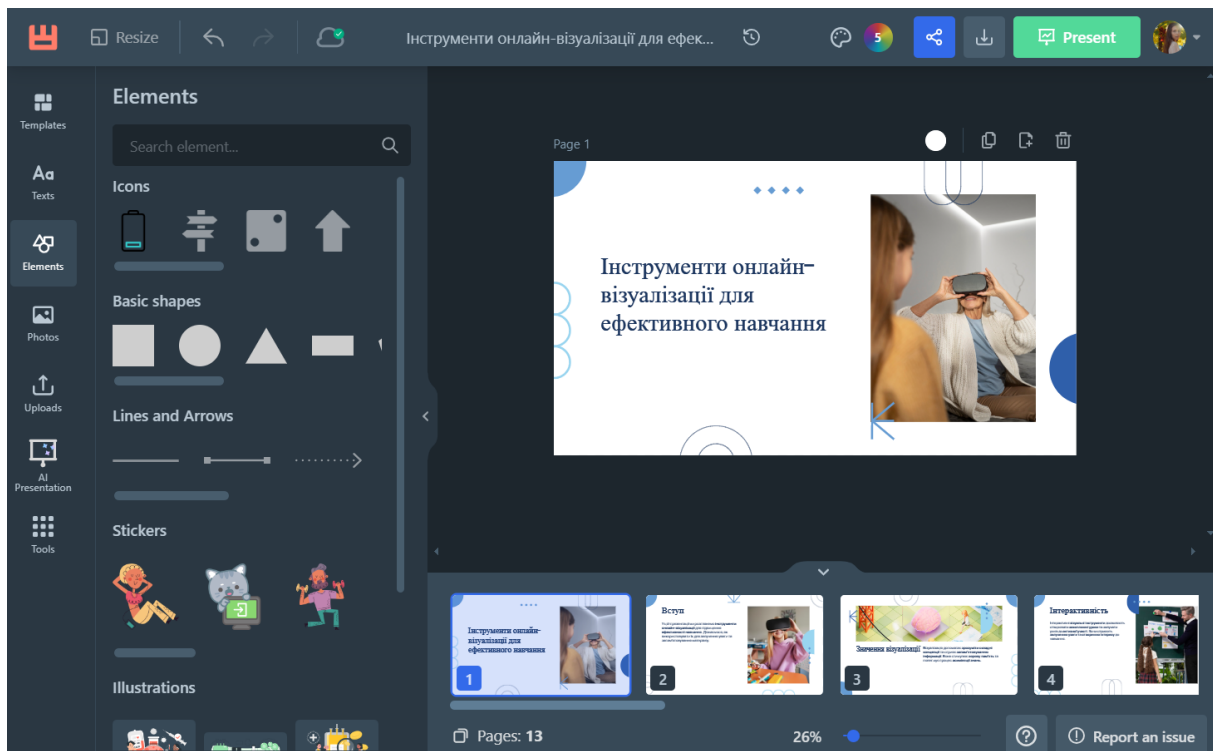 Resize
Інструменти онлайн-візуалізації для ефек...
5
Present
Templates
Texts
Elements
Photos
Uploads
AI
Presentation
Tools
Elements
Search element...
Icons
Basic shapes
Lines and Arrows
Stickers
Illustrations
Page 1
Інструменти онлайн-
візуалізації для
ефективного навчання
Інструменти онлайн-
візуалізації для
ефективного навчання
1
Вступ
2
Значення візуалізації
3
Інтерактивність
4
Pages: 13
26%
Report an issue